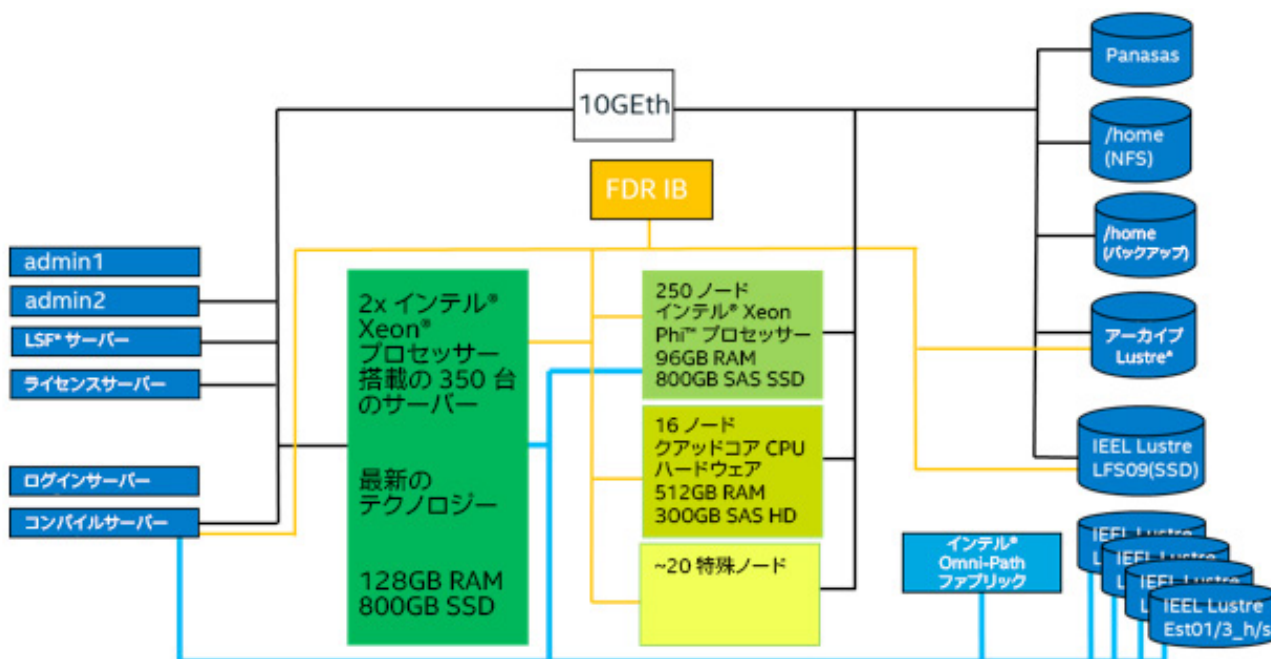 10GEth
FDR IB
admin1
admin2
LSF* サーバー
ライセンスサーバー
ログインサーバー
コンパイルサーバー
2x インテル®
Xeon®
プロセッサー
搭載の 350 台
のサーバー
最新の
テクノロジー
128GB RAM
800GB SSD
250 ノード
インテル® Xeon
Phi™ プロセッサー
96GB RAM
800GB SAS SSD
16 ノード
クアッドコア CPU
ハードウェア
512GB RAM
300GB SAS HD
~20 特殊ノード
Panasas
/home
(NFS)
/home
(バックアップ)
アーカイブ
Lustre*
IEEL Lustre
LFS09(SSD)
インテル®
Omni-Path
ファブリック
IEEL Lustre
L
IEEL Lustre
L
IEEL Lustre
L
IEEL Lustre
Est01/3_h/s